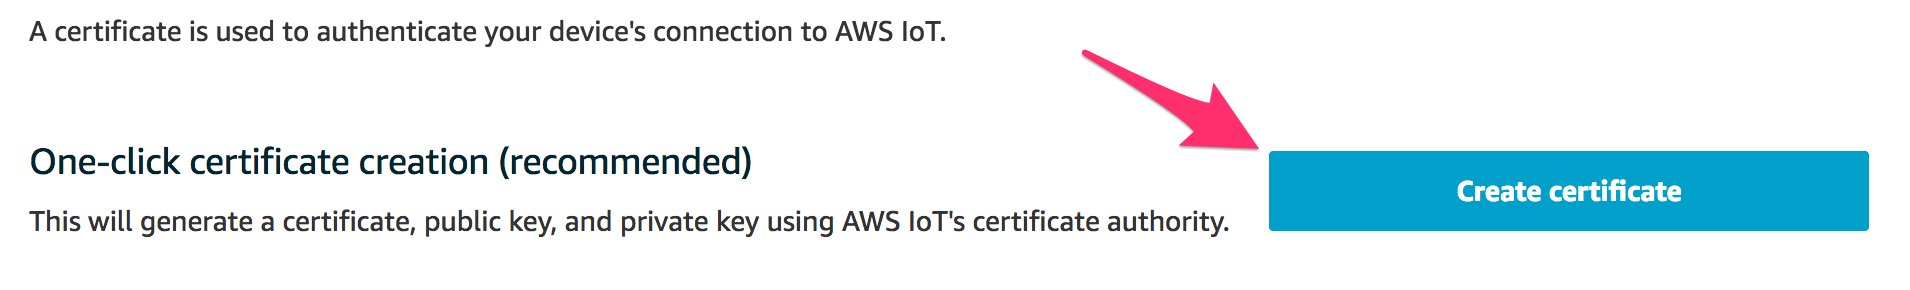 A certificate is used to authenticate your device's connection to AWS IoT.
One-click certificate creation (recommended)
This will generate a certificate, public key, and private key using AWS IoT's certificate authority.
Create certificate